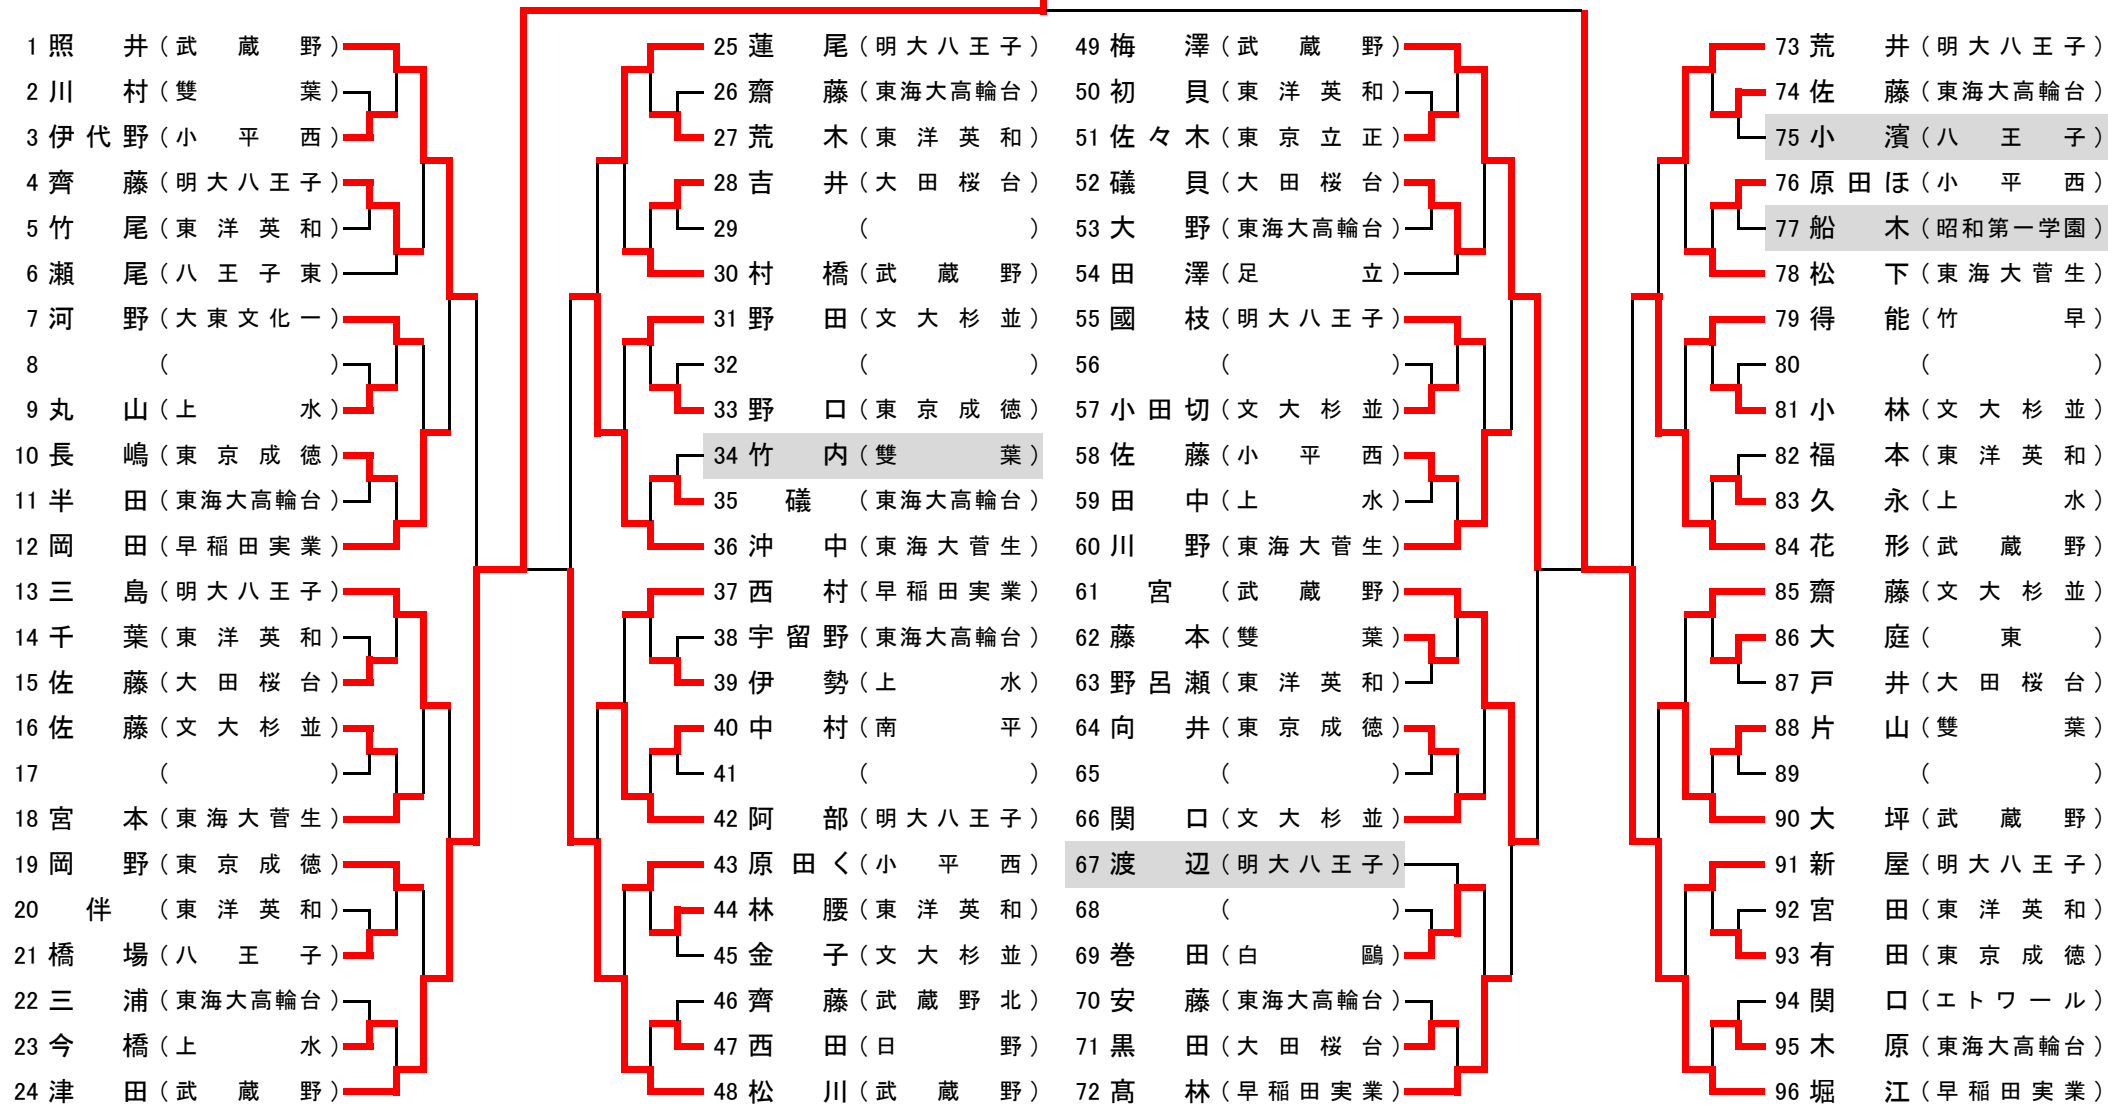 1 照井（武蔵野）
2 川村（雙葉）
3 伊代野（小平西）
4 齊藤（明大八王子）
5 竹尾（東洋英和）
6 瀬尾（八王子東）
7 河野（大東文化一）
8 （ ）
9 丸山（上水）
10 長嶋（東京成徳）
11 半田（東海大高輪台）
12 岡田（早稲田実業）
13 三島（明大八王子）
14 千葉（東洋英和）
15 佐藤（大田桜台）
16 佐藤（文大杉並）
17 （ ）
18 宮本（東海大菅生）
19 岡野（東京成徳）
20 伴（東洋英和）
21 橋場（八王子）
22 三浦（東海大高輪台）
23 今橋（上水）
24 津田（武蔵野）
25 蓮尾（明大八王子）
26 齋藤（東海大高輪台）
27 荒木（東洋英和）
28 吉井（大田桜台）
29 （ ）
30 村橋（武蔵野）
31 野田（文大杉並）
32 （ ）
33 野口（東京成徳）
34 竹内（雙葉）
35 礒（東海大高輪台）
36 沖中（東海大菅生）
37 西村（早稲田実業）
38 宇留野（東海大高輪台）
39 伊勢（上水）
40 中村（南平）
41 （ ）
42 阿部（明大八王子）
43 原田く（小平西）
44 林腰（東洋英和）
45 金子（文大杉並）
46 齊藤（武蔵野北）
47 西田（日野）
48 松川（武蔵野）
49 梅澤（武蔵野）
50 初貝（東洋英和）
51 佐々木（東京立正）
52 礒貝（大田桜台）
53 大野（東海大高輪台）
54 田澤（足立）
55 國枝（明大八王子）
56 （ ）
57 小田切（文大杉並）
58 佐藤（小平西）
59 田中（上水）
60 川野（東海大菅生）
61 宮（武蔵野）
62 藤本（雙葉）
63 野呂瀬（東洋英和）
64 向井（東京成徳）
65 （ ）
66 関口（文大杉並）
67 渡辺（明大八王子）
68 （ ）
69 巻田（白鷗）
70 安藤（東海大高輪台）
71 黒田（大田桜台）
72 髙林（早稲田実業）
73 荒井（明大八王子）
74 佐藤（東海大高輪台）
75 小濱（八王子）
76 原田ほ（小平西）
77 船木（昭和第一学園）
78 松下（東海大菅生）
79 得能（竹早）
80 （ ）
81 小林（文大杉並）
82 福本（東洋英和）
83 久永（上水）
84 花形（武蔵野）
85 齋藤（文大杉並）
86 大庭（東）
87 戸井（大田桜台）
88 片山（雙葉）
89 （ ）
90 大坪（武蔵野）
91 新屋（明大八王子）
92 宮田（東洋英和）
93 有田（東京成徳）
94 関口（エトワール）
95 木原（東海大高輪台）
96 堀江（早稲田実業）